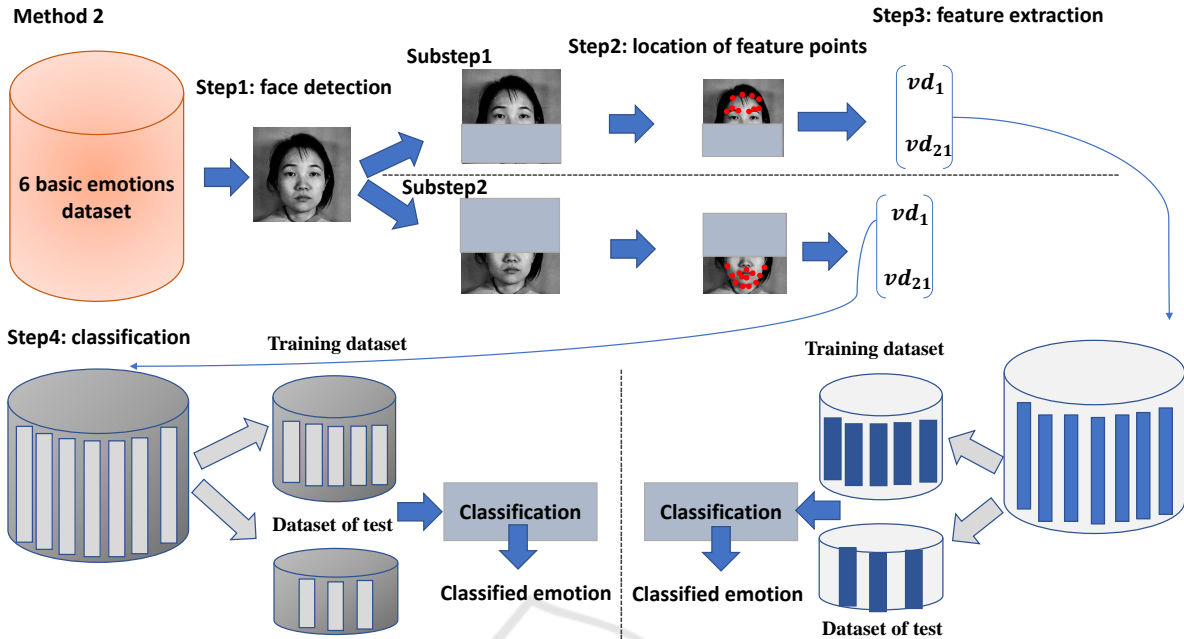 Method 2
Step3: feature extraction
Substep1
Step2: location of feature points
Step1: face detection
vd1
vd21
6 basic emotions
dataset
Substep2
vd1
vd21
Step4: classification
Training dataset
Dataset of test
Classification
Classified emotion
Training dataset
Classification
Classified emotion
Dataset of test